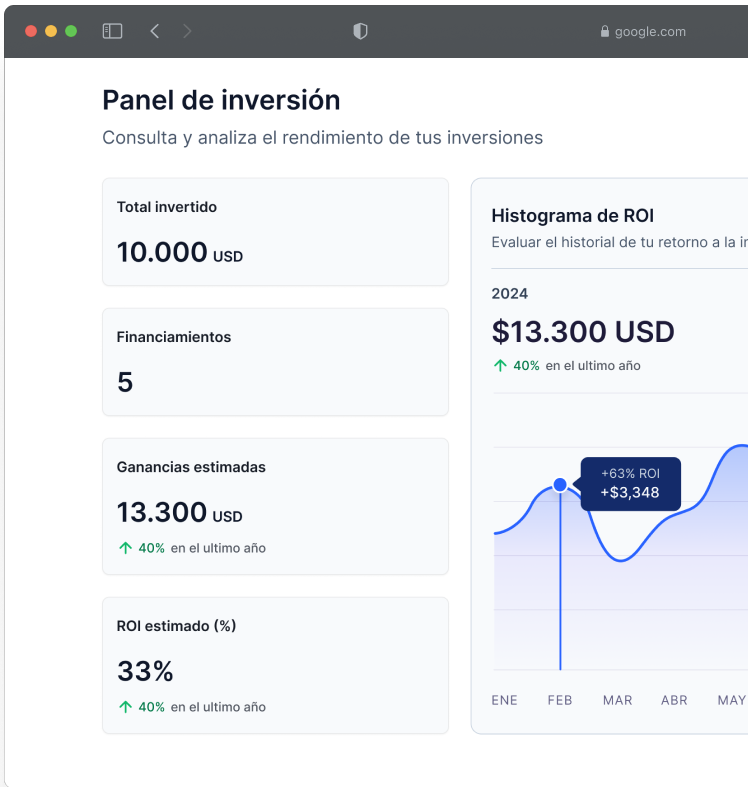 google.com
Panel de inversión
Consulta y analiza el rendimiento de tus inversiones
Total invertido
10.000 USD
Financiamientos
5
Ganancias estimadas
13.300 USD
40% en el ultimo año
ROI estimado (%)
33%
40% en el ultimo año
Histograma de ROI
Evaluar el historial de tu retorno a la
2024
$13.300 USD
40% en el ultimo año
+63% ROI
+$3,348
ENE FEB MAR ABR MAY